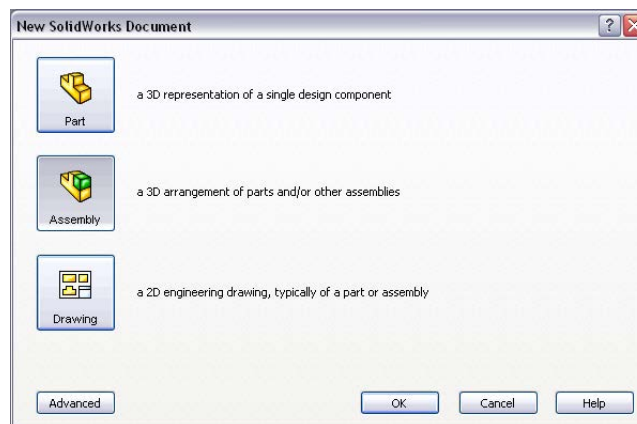 New SolidWorks Document
Part
a 3D representation of a single design component
Assembly
a 3D arrangement of parts and/or other assemblies
Drawing
a 2D engineering drawing, typically of a part or assembly
Advanced
OK
Cancel
Help